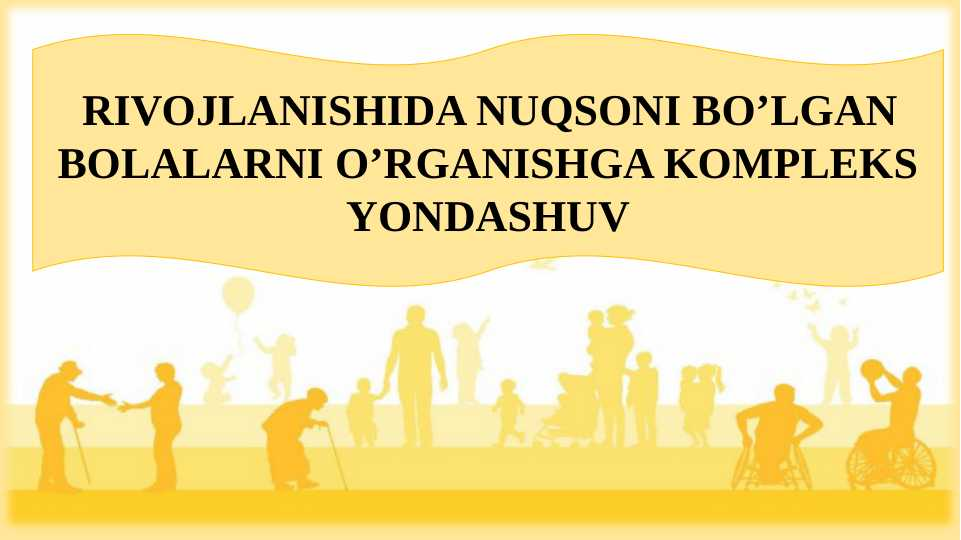 RIVOJLANISHIDA NUQSONI BO’LGAN
BOLALARNI O’RGANISHGA KOMPLEKS
YONDASHUV